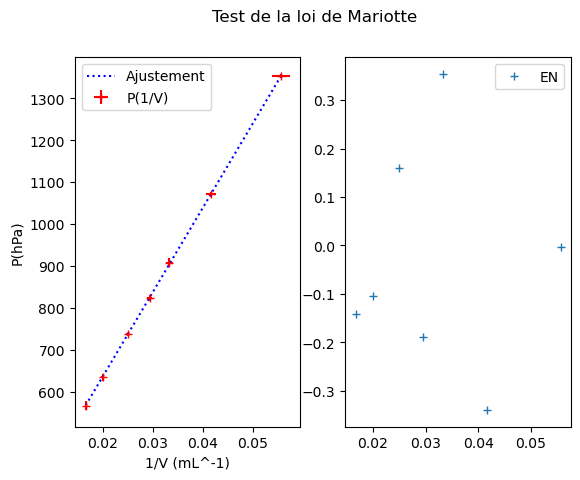 Test de la loi de Mariotte
Ajustement
P(1/V)
P(hPa)
1300
1200
1100
1000
900
800
700
600
0.02 0.03 0.04 0.05
1/V (mL^-1)
EN
0.3
0.2
0.1
0.0
−0.1
−0.2
−0.3
0.02 0.03 0.04 0.05